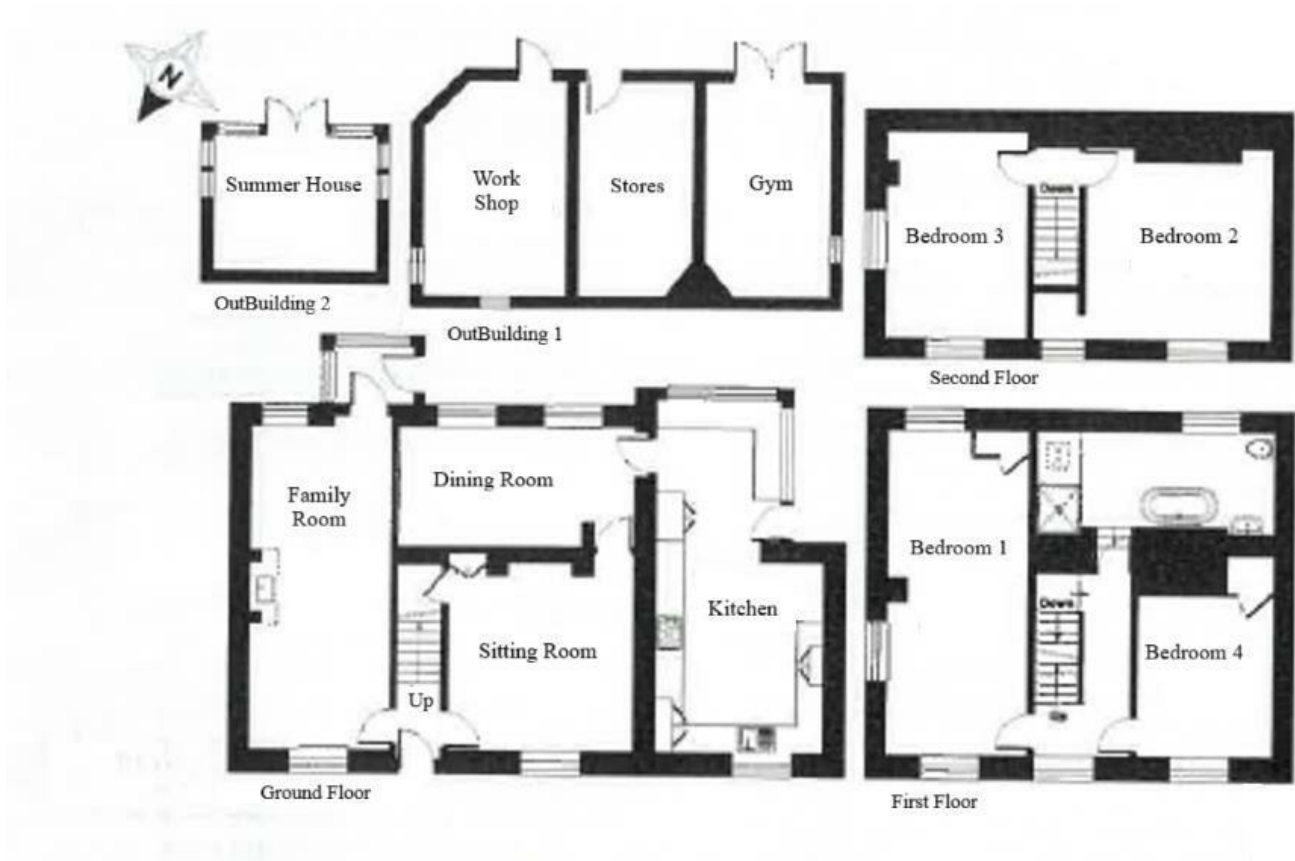 N
Summer House
OutBuilding 2
Work
Shop
Stores
Gym
OutBuilding 1
Down
Bedroom 3
Bedroom 2
Second Floor
Family
Room
Dining Room
Sitting Room
Up
Kitchen
Ground Floor
Bedroom 1
Down
Up
Bedroom 4
First Floor